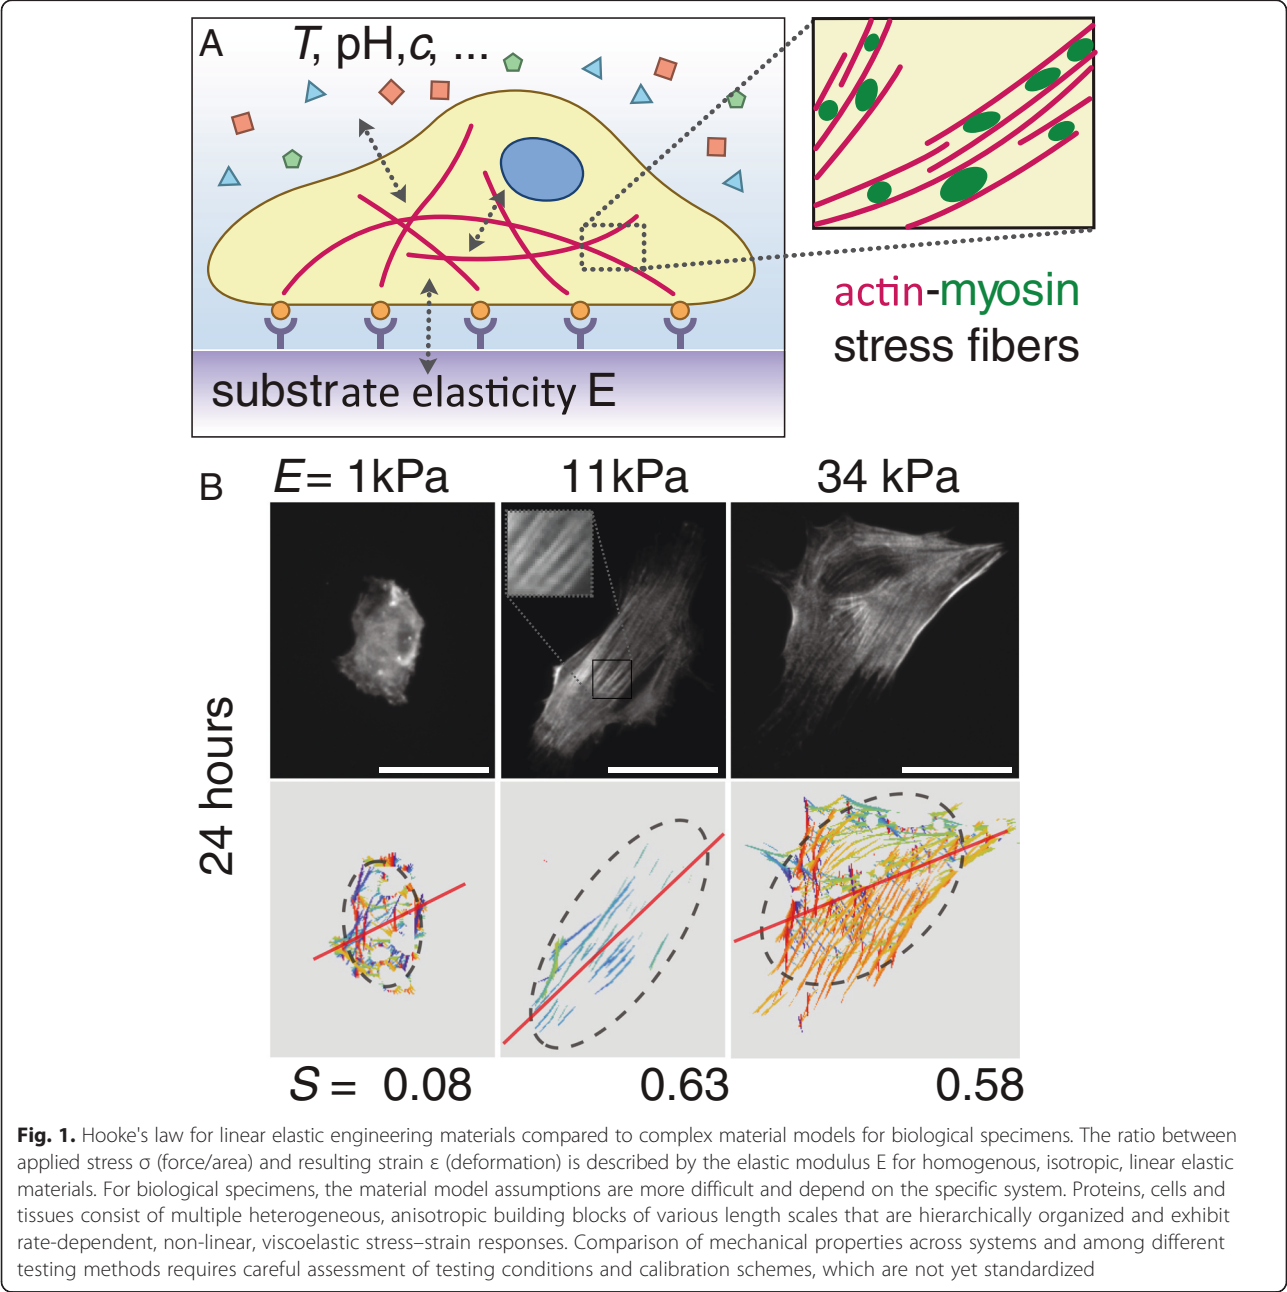 A
T, pH,c, ...
actin-myosin
stress fibers
substrate elasticity E
B
E= 1kPa 11kPa 34 kPa
24 hours
S = 0.08 0.63 0.58
Fig. 1. Hooke's law for linear elastic engineering materials compared to complex material models for biological specimens. The ratio between
applied stress σ (force/area) and resulting strain ε (deformation) is described by the elastic modulus E for homogenous, isotropic, linear elastic
materials. For biological specimens, the material model assumptions are more difficult and depend on the specific system. Proteins, cells and
tissues consist of multiple heterogeneous, anisotropic building blocks of various length scales that are hierarchically organized and exhibit
rate-dependent, non-linear, viscoelastic stress–strain responses. Comparison of mechanical properties across systems and among different
testing methods requires careful assessment of testing conditions and calibration schemes, which are not yet standardized